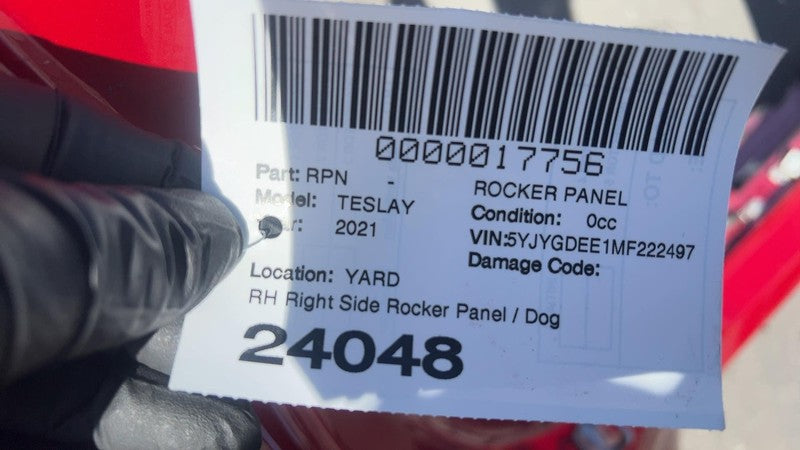 0000017756
Part: RPN -
ROCKER PANEL
Model: TESLAY
Condition: 0cc
2021
VIN:5YJYGDEE1MF222497
Damage Code:
Location: YARD
RH Right Side Rocker Panel / Dog
24048